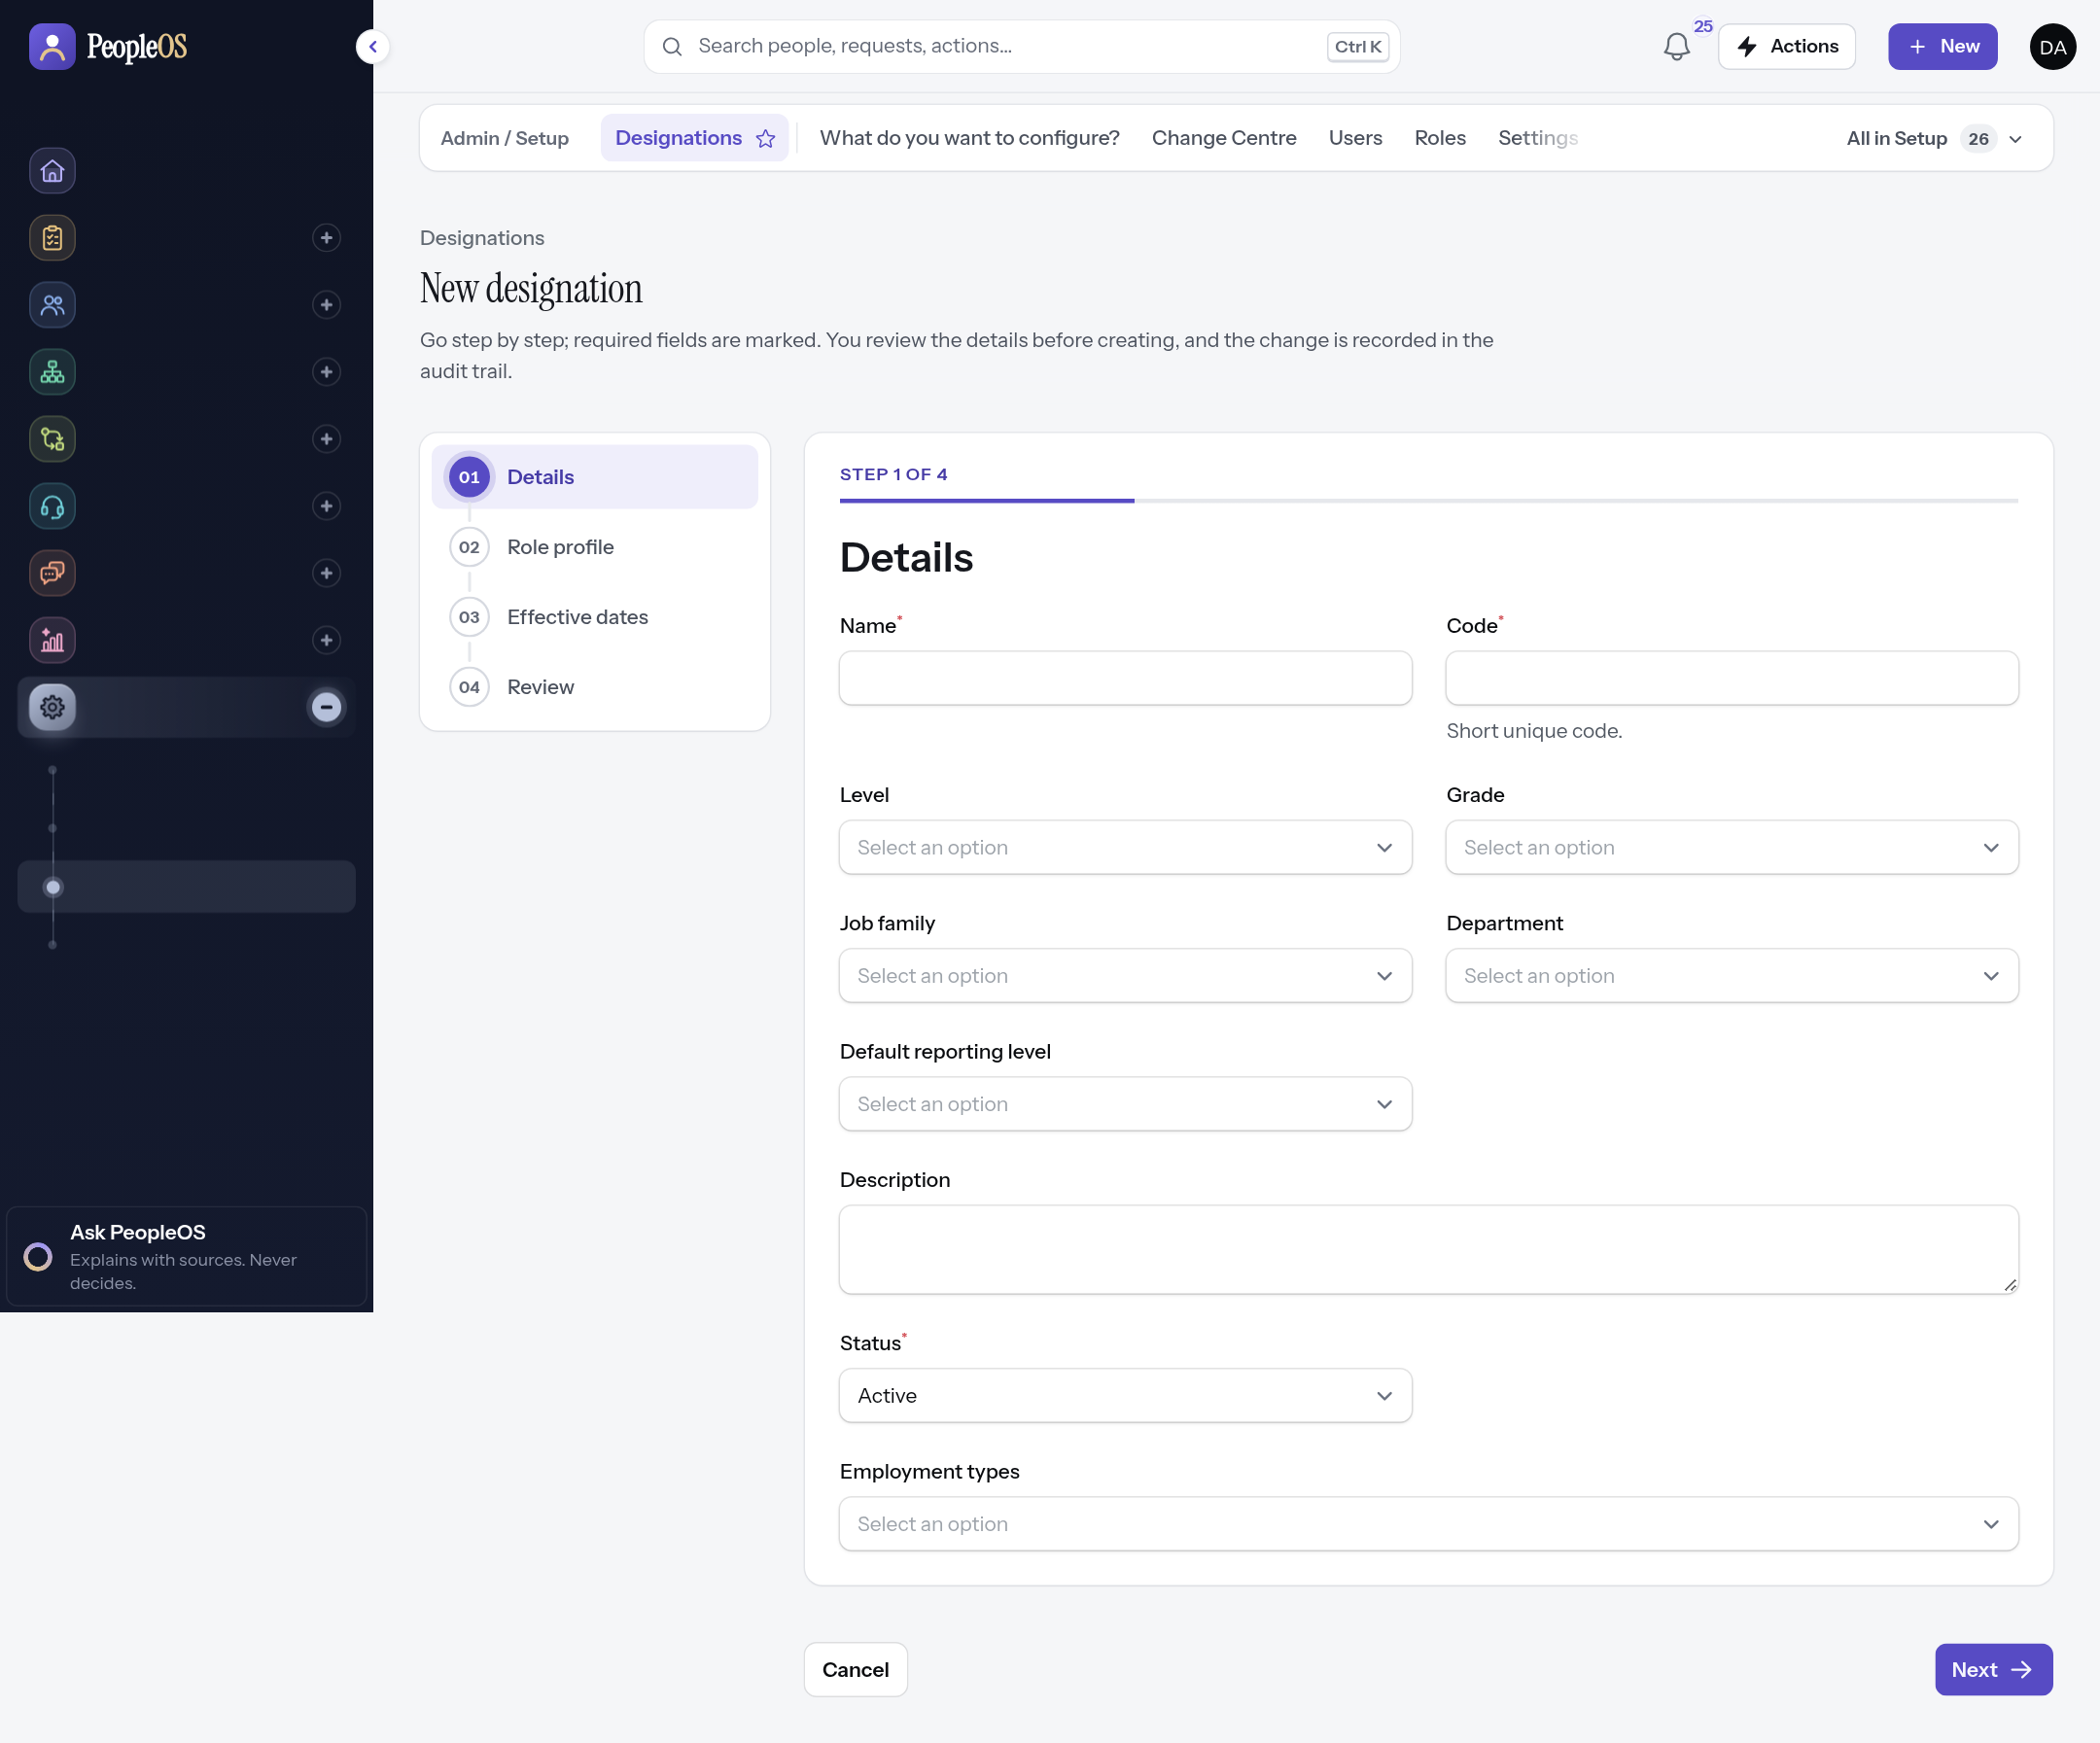 PeopleOS
Search people, requests, actions...
Ctrl K
25
Actions
New
DA
Admin / Setup
Designations
What do you want to configure?
Change Centre
Users
Roles
Settings
All in Setup 26
Designations
New designation
Go step by step; required fields are marked. You review the details before creating, and the change is recorded in the
audit trail.
01 Details
02 Role profile
03 Effective dates
04 Review
STEP 1 OF 4
Details
Name*
Code*
Short unique code.
Level
Grade
Select an option
Select an option
Job family
Department
Select an option
Select an option
Default reporting level
Select an option
Description
Status*
Active
Employment types
Select an option
Ask PeopleOS
Explains with sources. Never
decides.
Cancel
Next